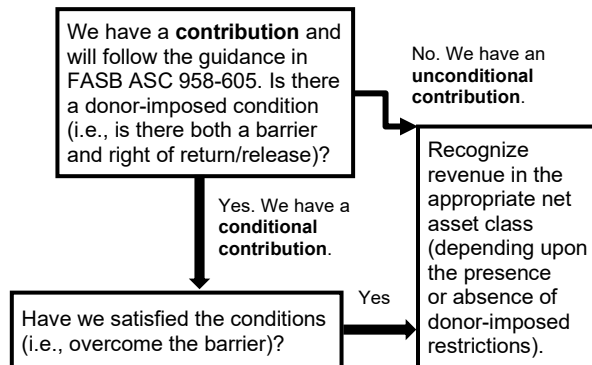 We have a contribution and
will follow the guidance in
FASB ASC 958-605. Is there
a donor-imposed condition
(i.e., is there both a barrier
and right of return/release)?
No. We have an
unconditional
contribution.
Yes. We have a
conditional
contribution.
Recognize
revenue in the
appropriate net
asset class
(depending upon
the presence
or absence of
donor-imposed
restrictions).
Have we satisfied the conditions
(i.e., overcome the barrier)?
Yes